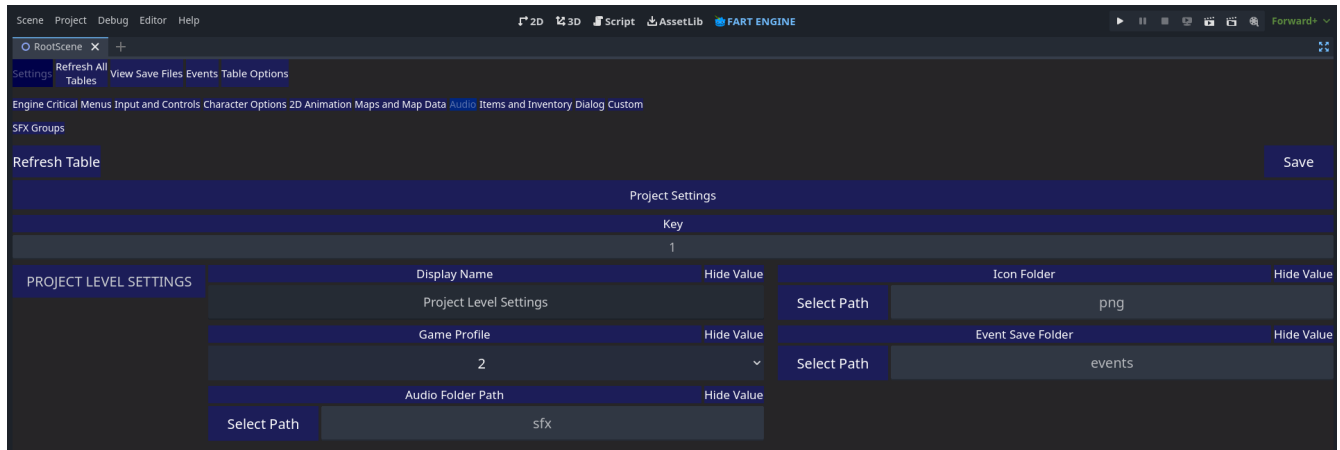 Scene Project Debug Editor Help 2D 3D Script AssetLib FART ENGINE Forward+
RootScene
Settings Refresh All Tables View Save Files Events Table Options
Engine Critical Menus Input and Controls Character Options 2D Animation Maps and Map Data Audio Items and Inventory Dialog Custom
SFX Groups
Refresh Table Save
Project Settings
Key
1
PROJECT LEVEL SETTINGS
Display Name Hide Value Icon Folder Hide Value
Project Level Settings Select Path png
Game Profile Hide Value Event Save Folder Hide Value
2 Select Path events
Audio Folder Path Hide Value
Select Path sfx